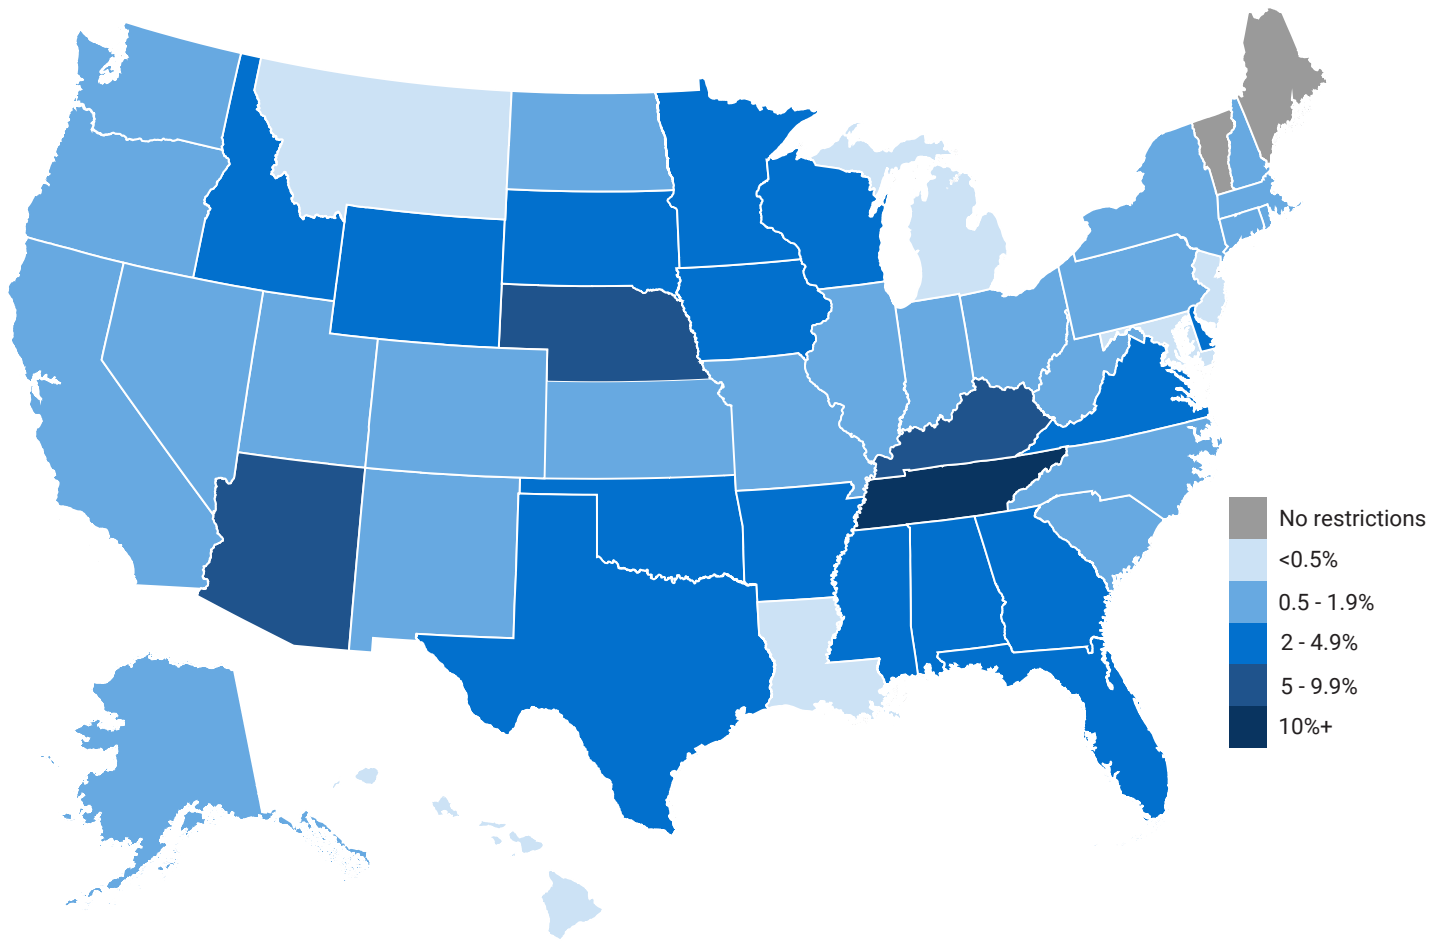 No restrictions
<0.5%
0.5 - 1.9%
2 - 4.9%
5 - 9.9%
10%+